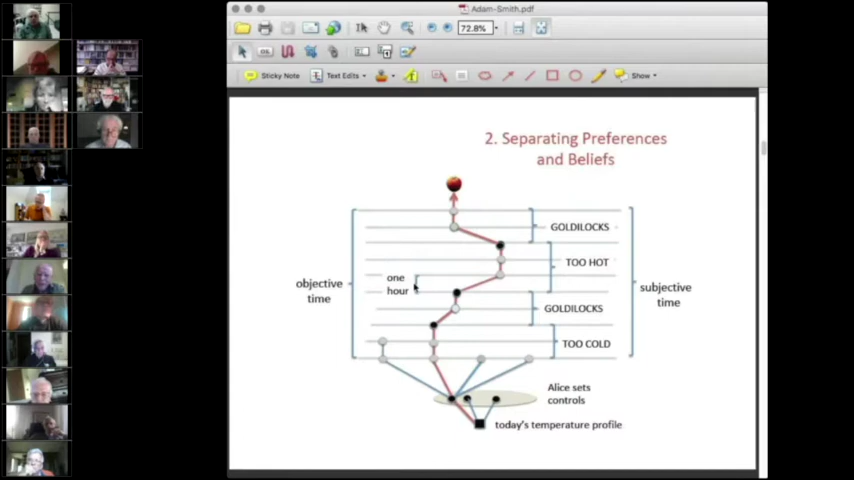 Adam-Smith.pdf
72.8%
Sticky Note
Text Edits
Show
2. Separating Preferences
and Beliefs
GOLDILOCKS
TOO HOT
one
hour
objective
time
subjective
time
GOLDILOCKS
TOO COLD
Alice sets
controls
today's temperature profile